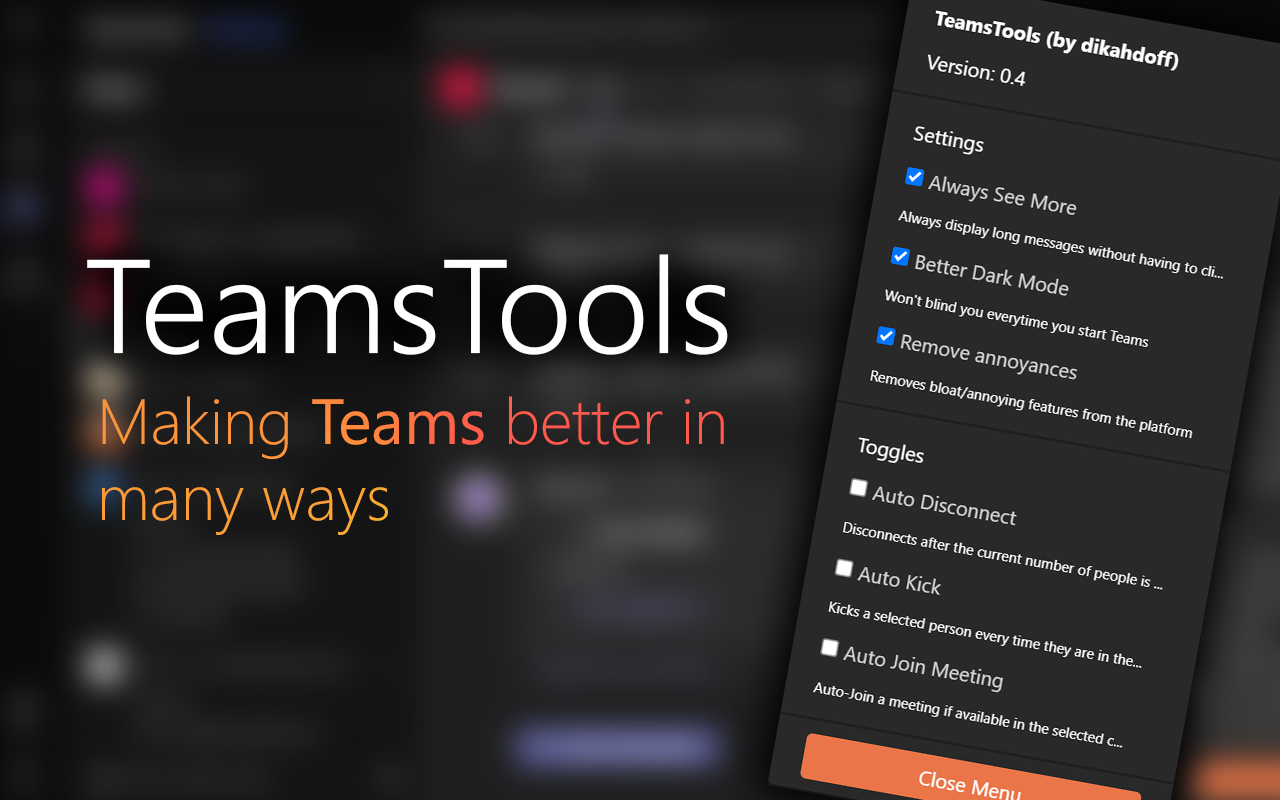 TeamsTools
Making Teams better in
many ways
TeamsTools (by dikahdoff)
Version: 0.4
Settings
Always See More
Always display long messages without having to cli...
Better Dark Mode
Won't blind you everytime you start Teams
Remove annoyances
Removes bloat/annoying features from the platform
Toggles
Auto Disconnect
Disconnects after the current number of people is ...
Auto Kick
Kicks a selected person every time they are in the...
Auto Join Meeting
Auto-Join a meeting if available in the selected c...
Close Menu